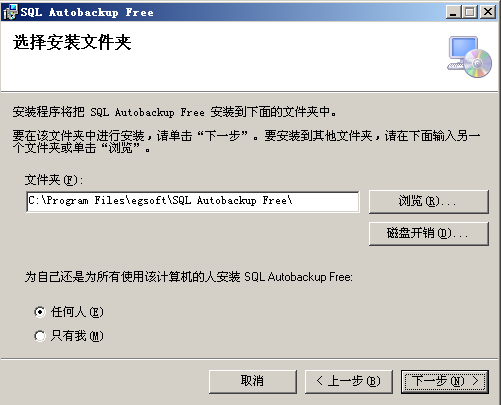 SQL Autobackup Free
选择安装文件夹
安装程序将把 SQL Autobackup Free 安装到下面的文件夹中。
要在该文件夹中进行安装,请单击“下一步”。要安装到其他文件夹,请在下面输入另一
个文件夹或单击“浏览”。
文件夹(F):
C:\Program Files\egsoft\SQL Autobackup Free\
浏览(R)...
磁盘开销(D)...
为自己还是为所有使用该计算机的人安装 SQL Autobackup Free:
任何人(E)
只有我(M)
取消
< 上一步(B)
下一步(N) >